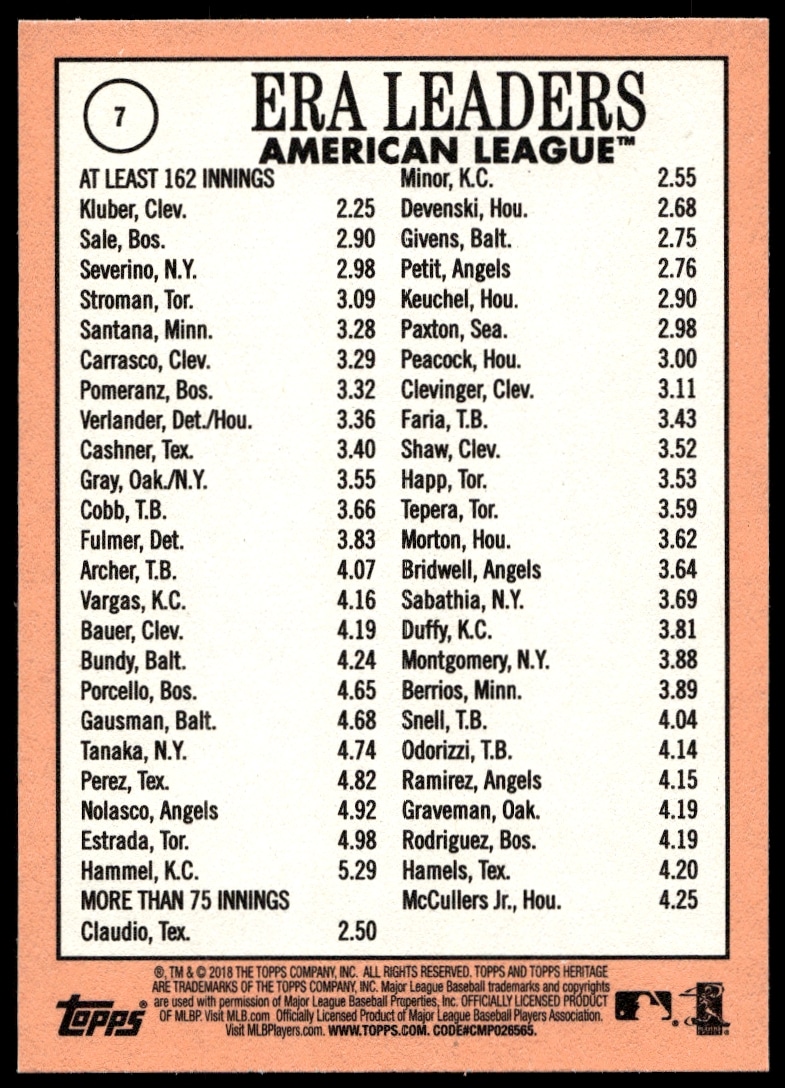 7
ERA LEADERS
AMERICAN LEAGUE™
AT LEAST 162 INNINGS
Kluber, Clev. 2.25
Sale, Bos. 2.90
Severino, N.Y. 2.98
Stroman, Tor. 3.09
Santana, Minn. 3.28
Carrasco, Clev. 3.29
Pomeranz, Bos. 3.32
Verlander, Det./Hou. 3.36
Cashner, Tex. 3.40
Gray, Oak./N.Y. 3.55
Cobb, T.B. 3.66
Fulmer, Det. 3.83
Archer, T.B. 4.07
Vargas, K.C. 4.16
Bauer, Clev. 4.19
Bundy, Balt. 4.24
Porcello, Bos. 4.65
Gausman, Balt. 4.68
Tanaka, N.Y. 4.74
Perez, Tex. 4.82
Nolasco, Angels 4.92
Estrada, Tor. 4.98
Hammel, K.C. 5.29
MORE THAN 75 INNINGS
Claudio, Tex. 2.50
Minor, K.C. 2.55
Devenski, Hou. 2.68
Givens, Balt. 2.75
Petit, Angels 2.76
Keuchel, Hou. 2.90
Paxton, Sea. 2.98
Peacock, Hou. 3.00
Clevinger, Clev. 3.11
Faria, T.B. 3.43
Shaw, Clev. 3.52
Happ, Tor. 3.53
Tepera, Tor. 3.59
Morton, Hou. 3.62
Bridwell, Angels 3.64
Sabathia, N.Y. 3.69
Duffy, K.C. 3.81
Montgomery, N.Y. 3.88
Berrios, Minn. 3.89
Snell, T.B. 4.04
Odorizzi, T.B. 4.14
Ramirez, Angels 4.15
Graveman, Oak. 4.19
Rodriguez, Bos. 4.19
Hamels, Tex. 4.20
McCullers Jr., Hou. 4.25
®, TM & © 2018 THE TOPPS COMPANY, INC. ALL RIGHTS RESERVED. TOPPS AND TOPPS HERITAGE
ARE TRADEMARKS OF THE TOPPS COMPANY, INC. Major League Baseball trademarks and copyrights
are used with permission of Major League Baseball Properties, Inc. OFFICIALLY LICENSED PRODUCT
OF MLBP. Visit MLB.com Officially Licensed Product of Major League Baseball Players Association.
Visit MLBPlayers.com. WWW.TOPPS.COM. CODE#CMP026565.
TOPPS®